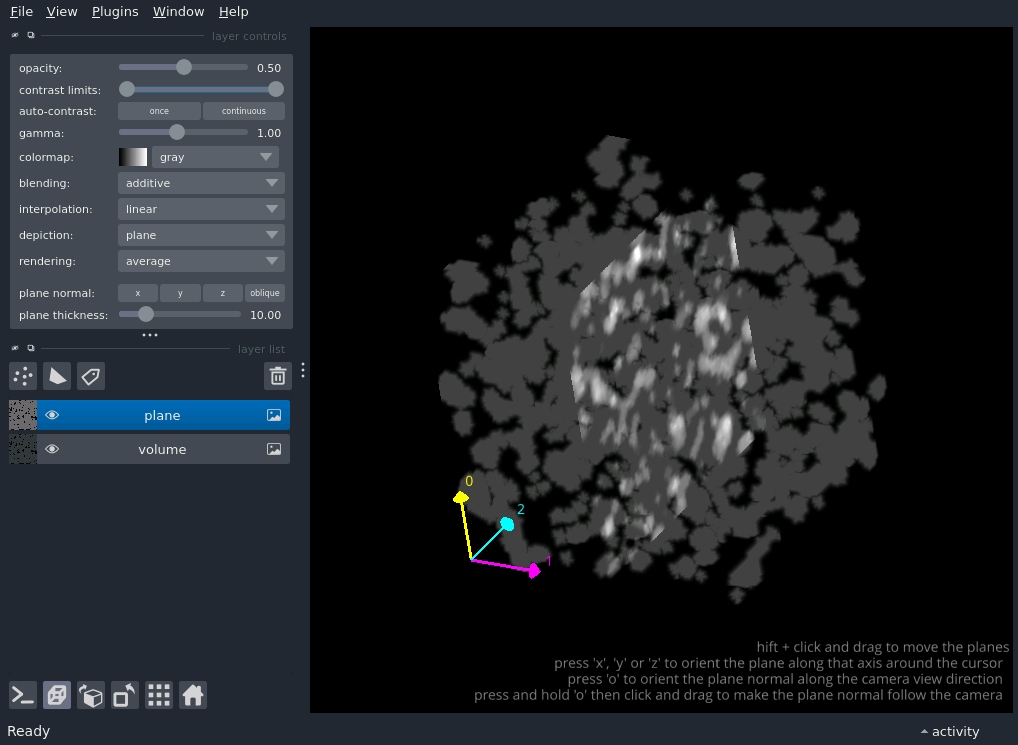 File View Plugins Window Help
layer controls
opacity: 0.50
contrast limits:
auto-contrast: once continuous
gamma: 1.00
colormap: gray
blending: additive
interpolation: linear
depiction: plane
rendering: average
plane normal: x y z oblique
plane thickness: 10.00
layer list
plane
volume
0
2
1
hift + click and drag to move the planes
press 'x', 'y' or 'z' to orient the plane along that axis around the cursor
press 'o' to orient the plane normal along the camera view direction
press and hold 'o' then click and drag to make the plane normal follow the camera
Ready activity